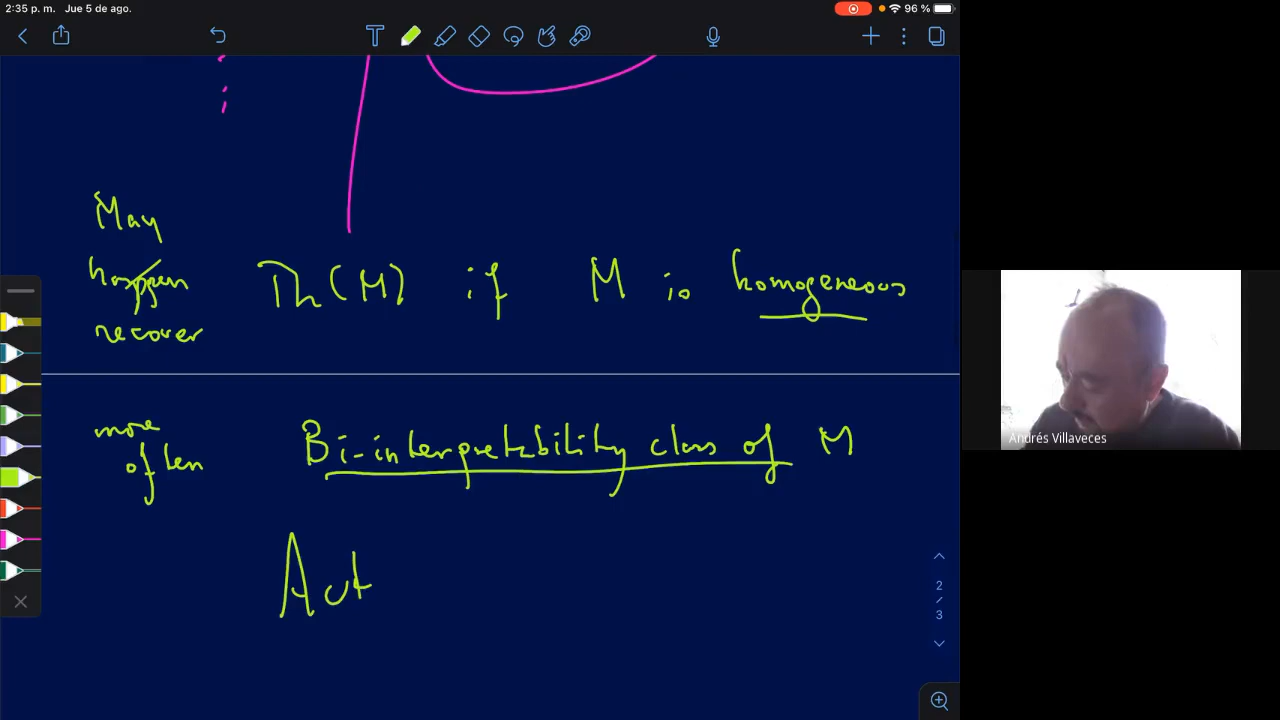 2:35 p. m. Jue 5 de ago.
96 %
May
happen
recover
Th(M) if M is homogeneous
more
often
Bi-interpretability class of M
Aut
2
/
3
Andrés Villaveces